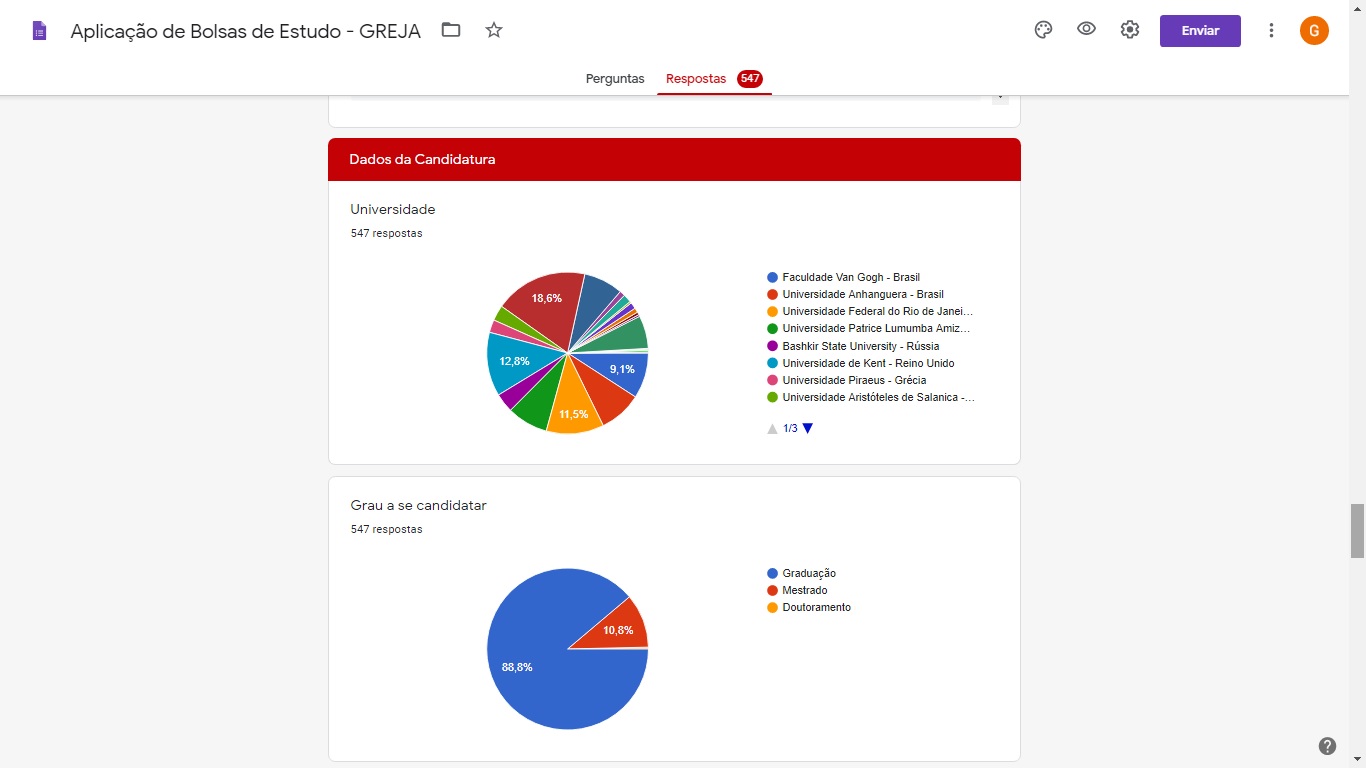 Aplicação de Bolsas de Estudo - GREJA
Enviar
G
Perguntas
Respostas 547
Dados da Candidatura
Universidade
547 respostas
18,6%
12,8%
9,1%
11,5%
Faculdade Van Gogh - Brasil
Universidade Anhanguera - Brasil
Universidade Federal do Rio de Janei...
Universidade Patrice Lumumba Amiz...
Bashkir State University - Rússia
Universidade de Kent - Reino Unido
Universidade Piraeus - Grécia
Universidade Aristóteles de Salanica -...
1/3
Grau a se candidatar
547 respostas
10,8%
88,8%
Graduação
Mestrado
Doutoramento